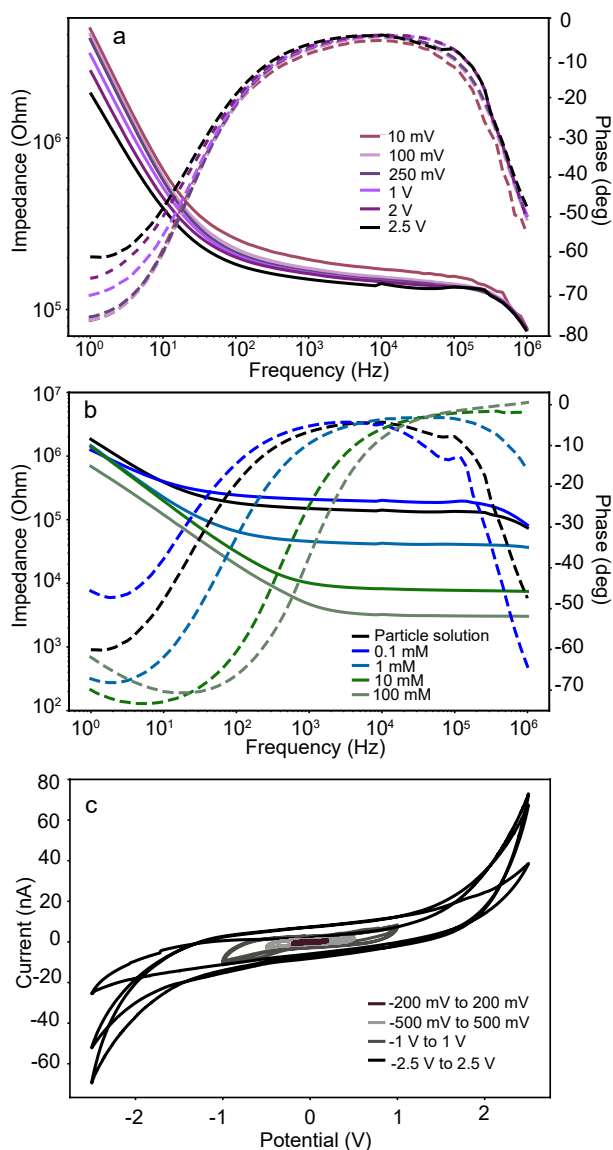 a
Impedance (Ohm)
10⁶
10⁵
10 mV
100 mV
250 mV
1 V
2 V
2.5 V
0
-10
-20
-30
-40
-50
-60
-70
-80
Phase (deg)
10⁰ 10¹ 10² 10³ 10⁴ 10⁵ 10⁶
Frequency (Hz)
b
Impedance (Ohm)
10⁷
10⁶
10⁵
10⁴
10³
10²
Particle solution
0.1 mM
1 mM
10 mM
100 mM
0
-10
-20
-30
-40
-50
-60
-70
Phase (deg)
10⁰ 10¹ 10² 10³ 10⁴ 10⁵ 10⁶
Frequency (Hz)
c
Current (nA)
80
60
40
20
0
-20
-40
-60
-200 mV to 200 mV
-500 mV to 500 mV
-1 V to 1 V
-2.5 V to 2.5 V
-2 -1 0 1 2
Potential (V)